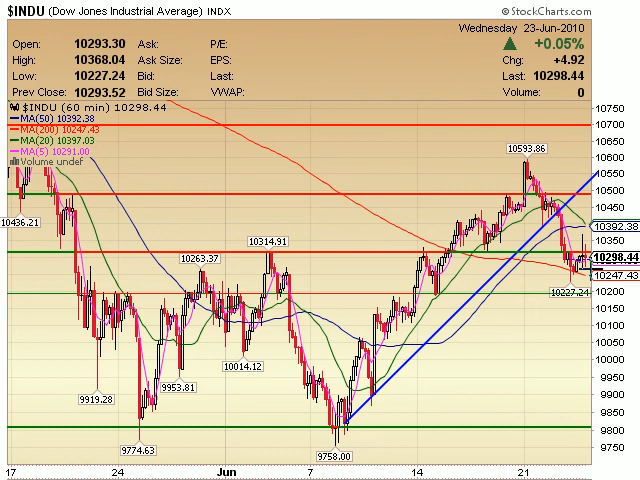 $INDU (Dow Jones Industrial Average) INDX
© StockCharts.com
Wednesday 23-Jun-2010
Open: 10293.30 Ask: P/E: +0.05%
High: 10368.04 Ask Size: EPS: Chg: +4.92
Low: 10227.24 Bid: Last: Last: 10298.44
Prev Close: 10293.52 Bid Size: VWAP: Volume: 0
$INDU (60 min) 10298.44
MA(50) 10392.38
MA(200) 10247.43
MA(20) 10397.03
MA(5) 10291.00
Volume undef
10750
10700
10650
10600
10550
10500
10450
10392.38
10350
10298.44
10247.43
10200
10150
10100
10050
10000
9950
9900
9850
9800
9750
10436.21
9919.28
9774.63
9953.81
10263.37
10014.12
10314.91
9758.00
10593.86
10227.24
17 24 Jun 7 14 21